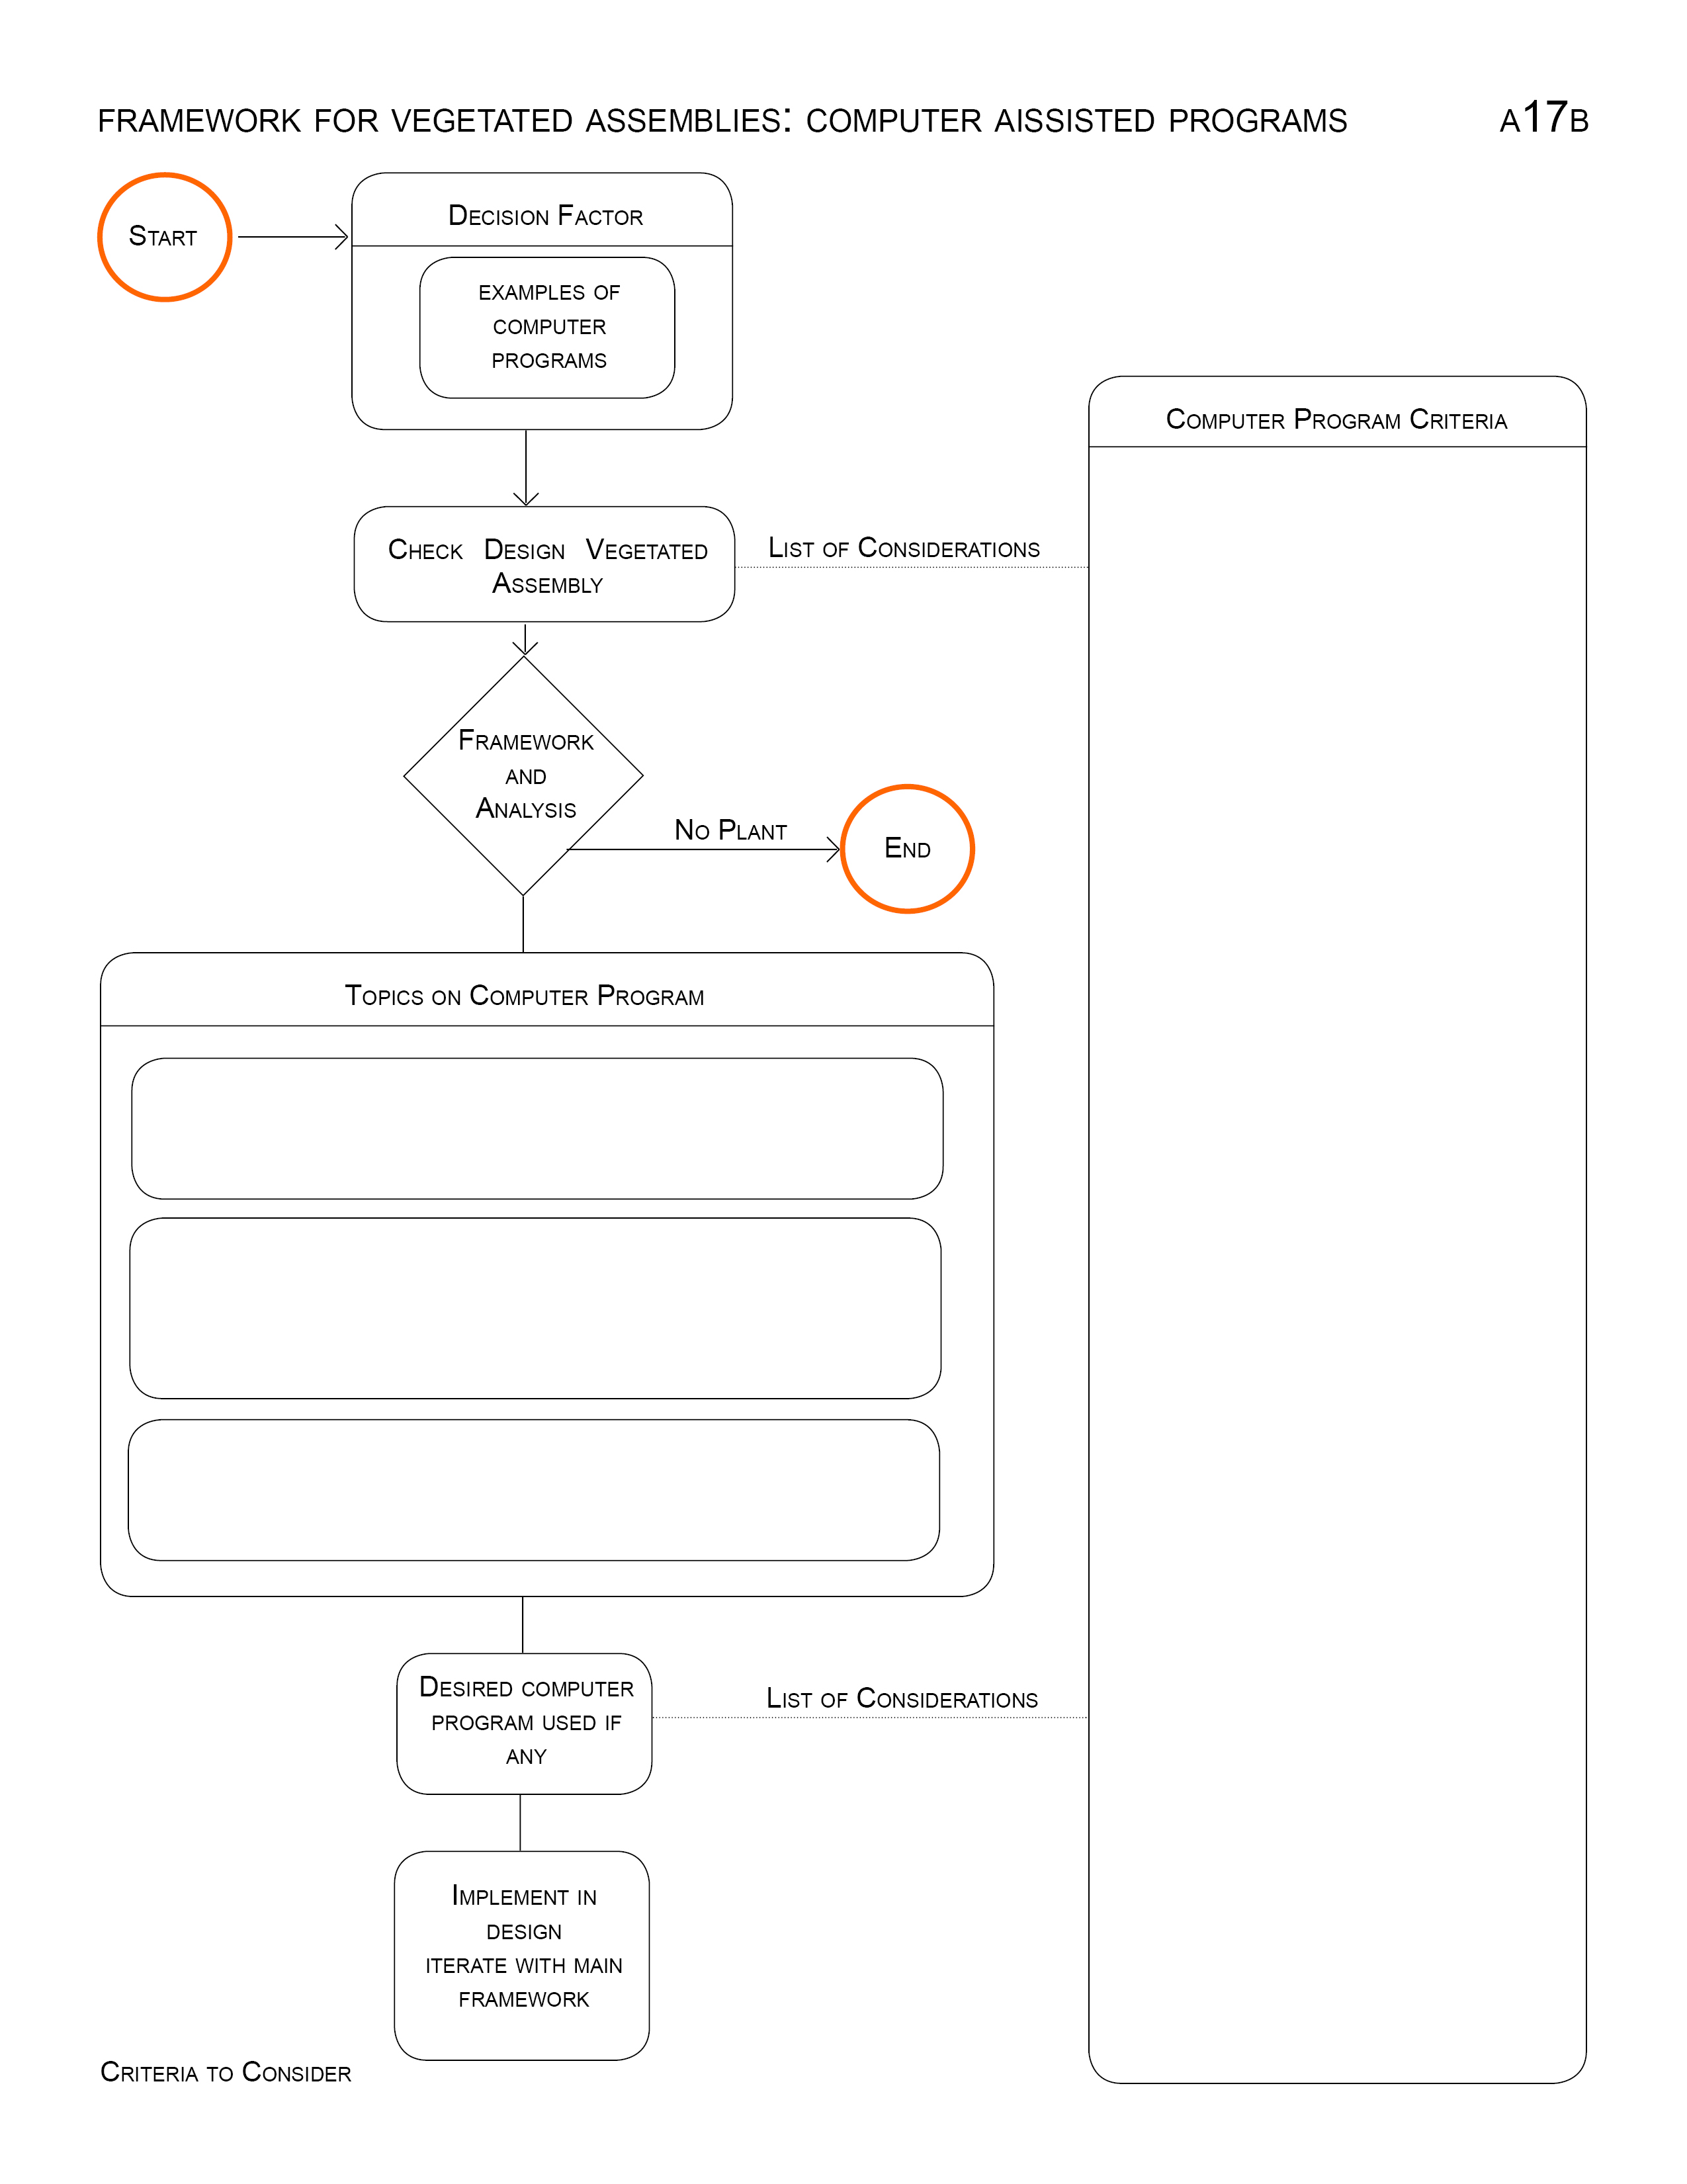 FRAMEWORK FOR VEGETATED ASSEMBLIES: COMPUTER AISSISTED PROGRAMS A17B
START
DECISION FACTOR
EXAMPLES OF
COMPUTER
PROGRAMS
COMPUTER PROGRAM CRITERIA
CHECK DESIGN VEGETATED
ASSEMBLY
LIST OF CONSIDERATIONS
FRAMEWORK
AND
ANALYSIS
NO PLANT
END
TOPICS ON COMPUTER PROGRAM
DESIRED COMPUTER
PROGRAM USED IF
ANY
LIST OF CONSIDERATIONS
IMPLEMENT IN
DESIGN
ITERATE WITH MAIN
FRAMEWORK
CRITERIA TO CONSIDER